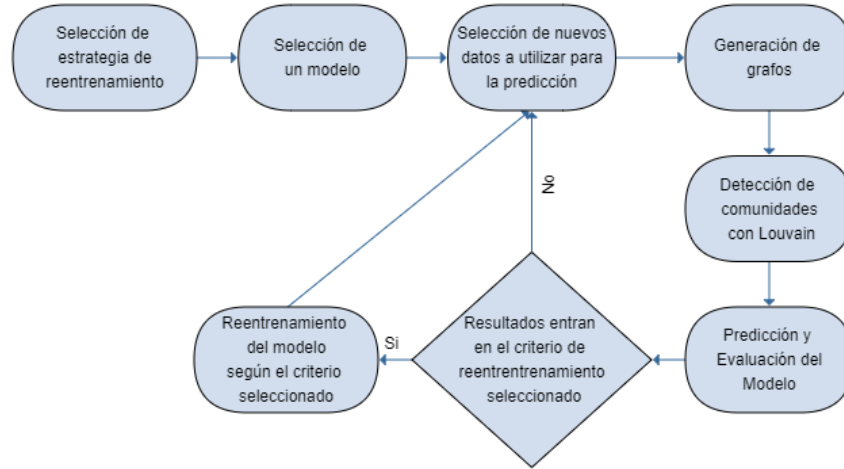 Selección de
estrategia de
reentrenamiento
Selección de
un modelo
Selección de nuevos
datos a utilizar para
la predicción
Generación de
grafos
Detección de
comunidades
con Louvain
Predicción y
Evaluación del
Modelo
Resultados entran
en el criterio de
reentrentrenamiento
seleccionado
No
Si
Reentrenamiento
del modelo
según el criterio
seleccionado